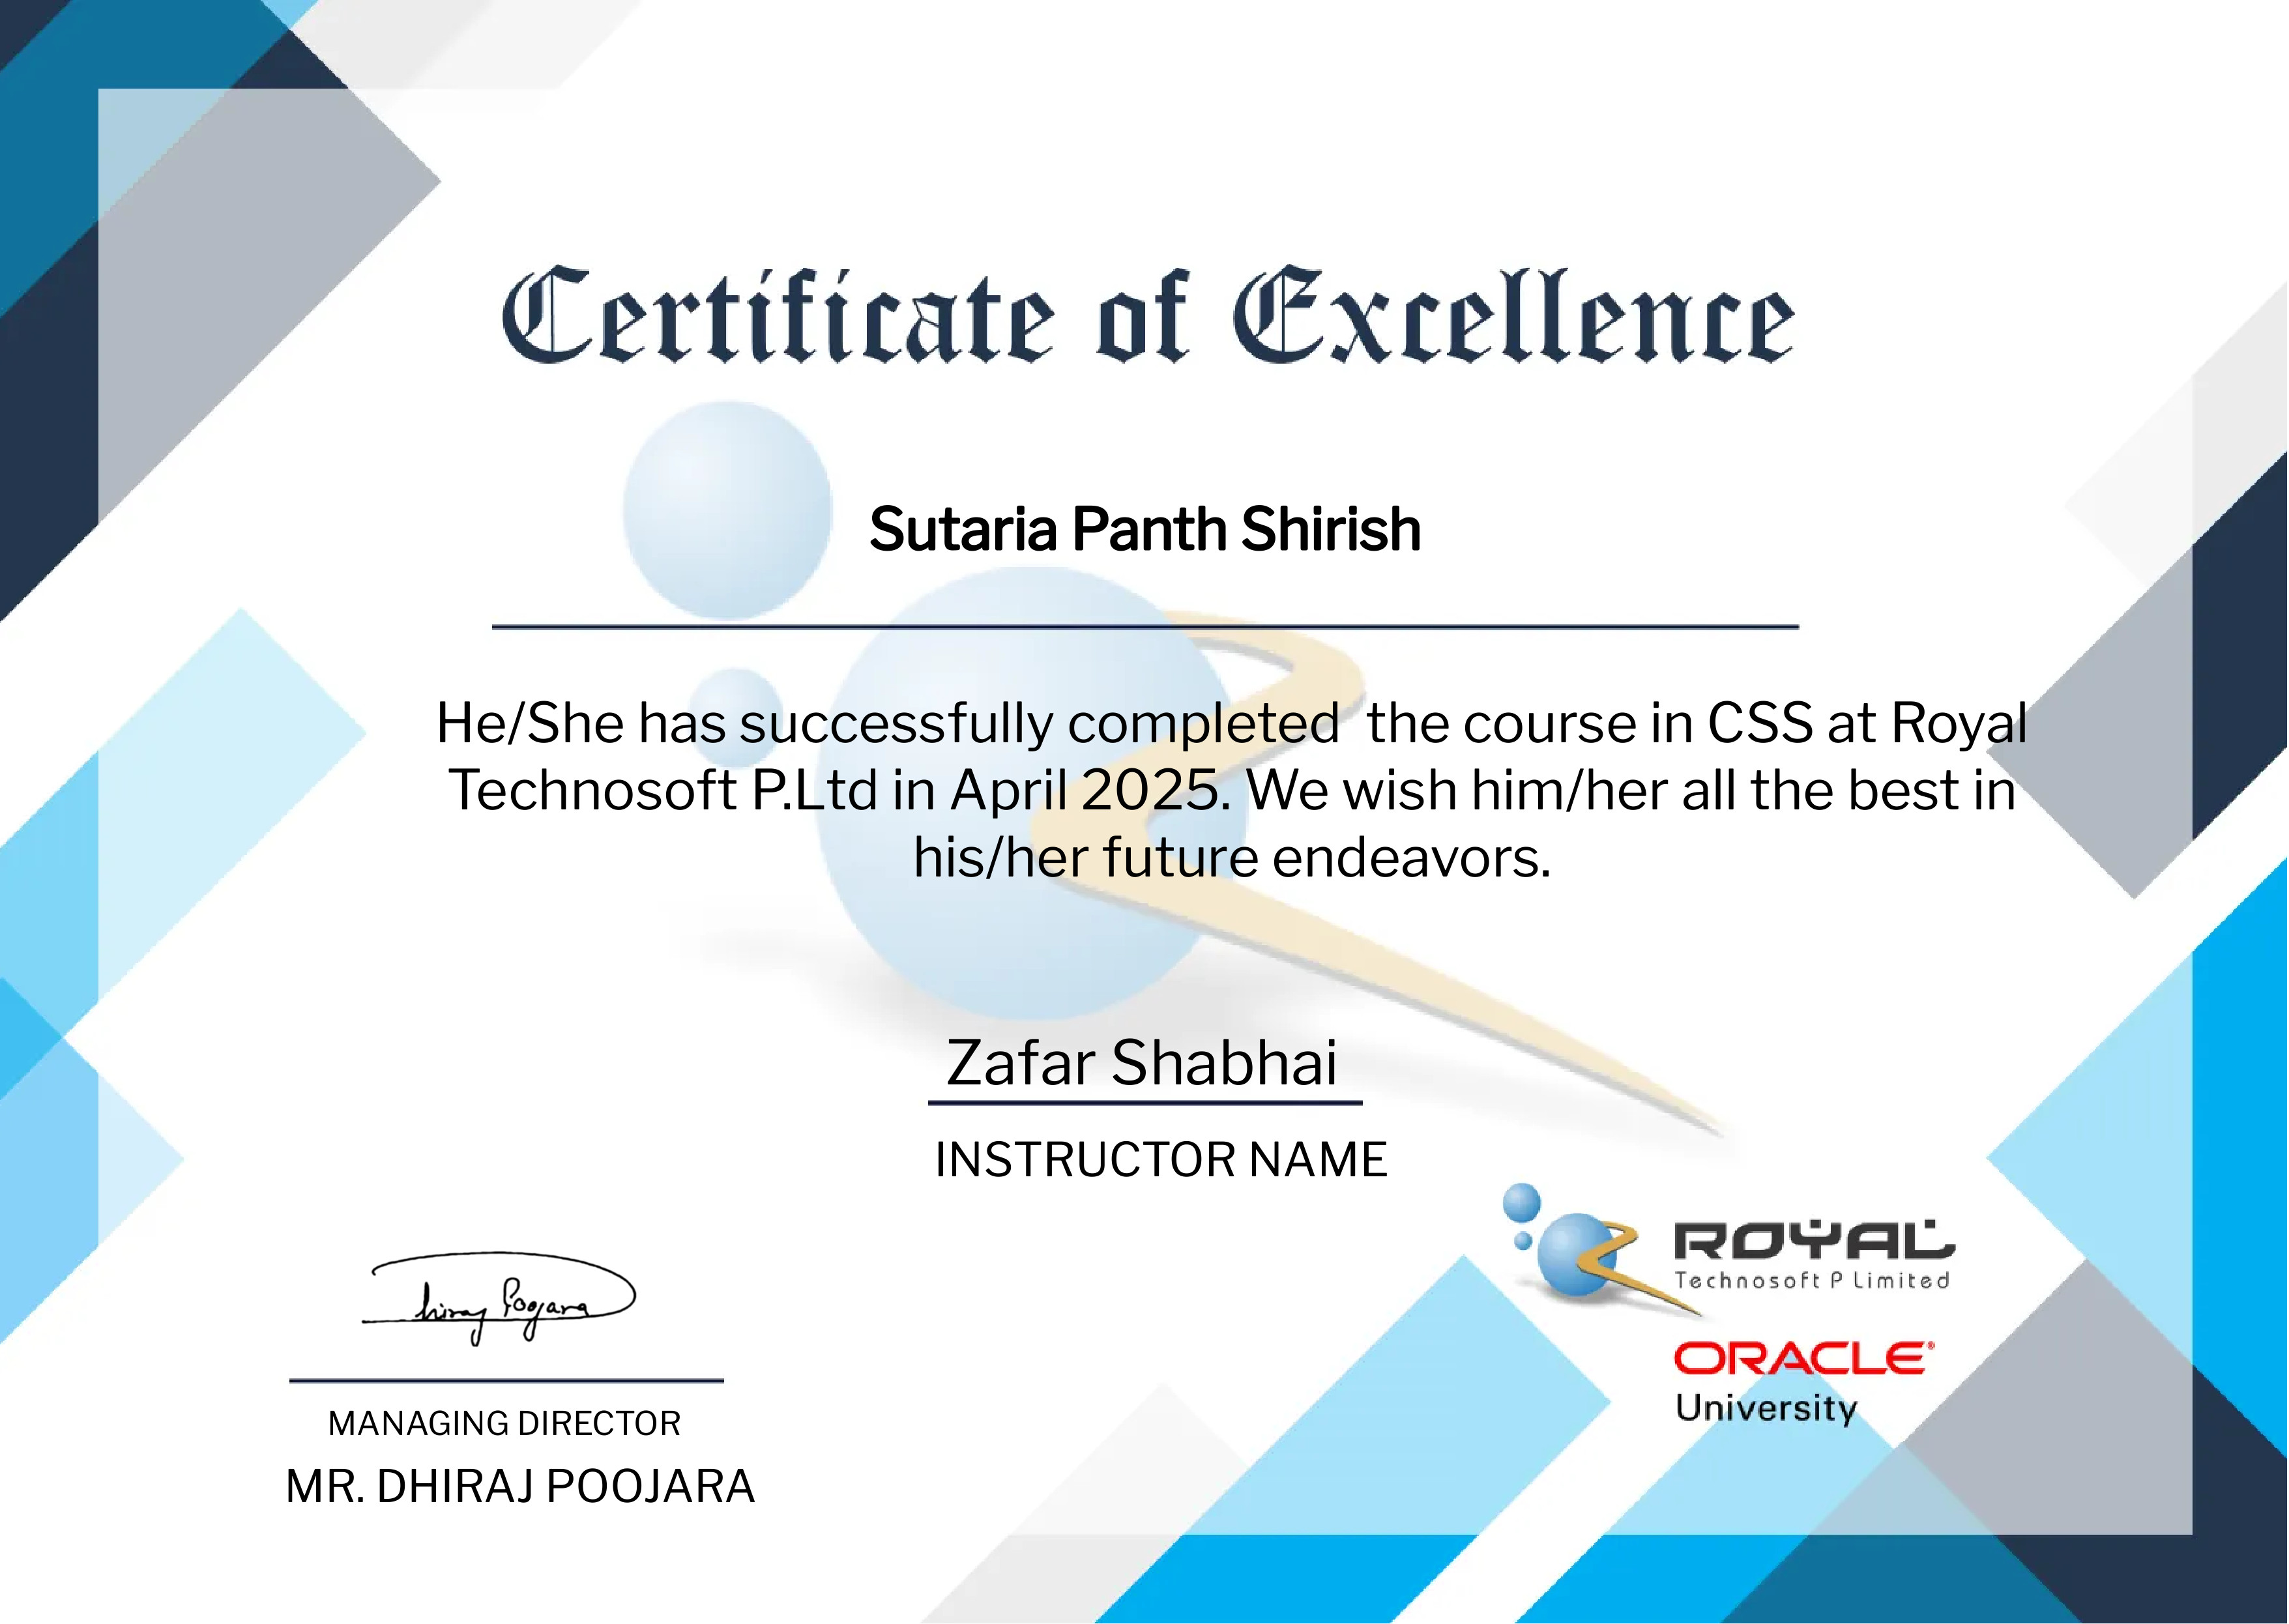 Certificate of Excellence
Sutaria Panth Shirish
He/She has successfully completed  the course in CSS at Royal
Technosoft P.Ltd in April 2025. We wish him/her all the best in
his/her future endeavors.
Zafar Shabhai
INSTRUCTOR NAME
ROYAL
Technosoft P Limited
ORACLE®
University
Dhiraj Poojara
MANAGING DIRECTOR
MR. DHIRAJ POOJARA